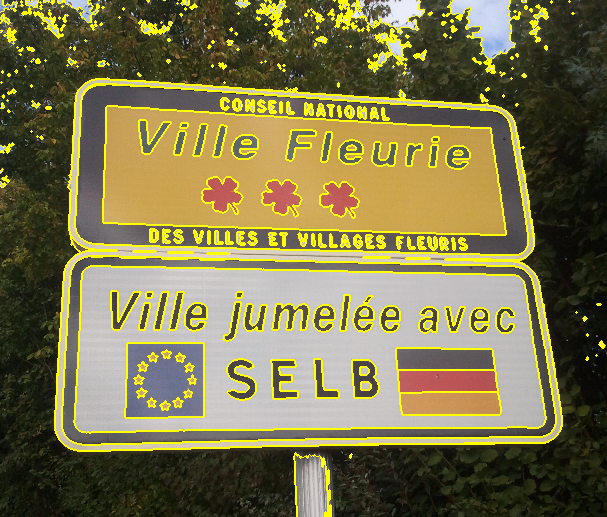 CONSEIL NATIONAL
Ville Fleurie
DES VILLES ET VILLAGES FLEURIS
Ville jumelée avec
SELB